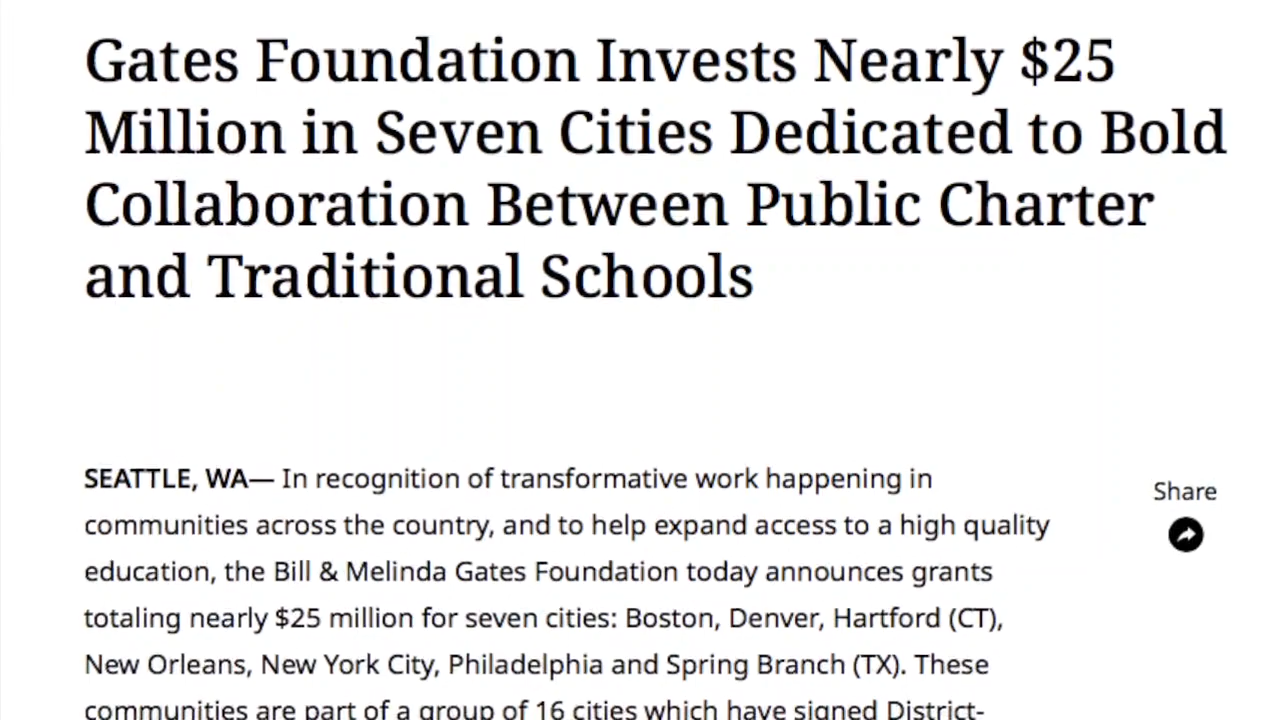 Gates Foundation Invests Nearly $25
Million in Seven Cities Dedicated to Bold
Collaboration Between Public Charter
and Traditional Schools
SEATTLE, WA— In recognition of transformative work happening in
communities across the country, and to help expand access to a high quality
education, the Bill & Melinda Gates Foundation today announces grants
totaling nearly $25 million for seven cities: Boston, Denver, Hartford (CT),
New Orleans, New York City, Philadelphia and Spring Branch (TX). These
communities are part of a group of 16 cities which have signed District-
Share